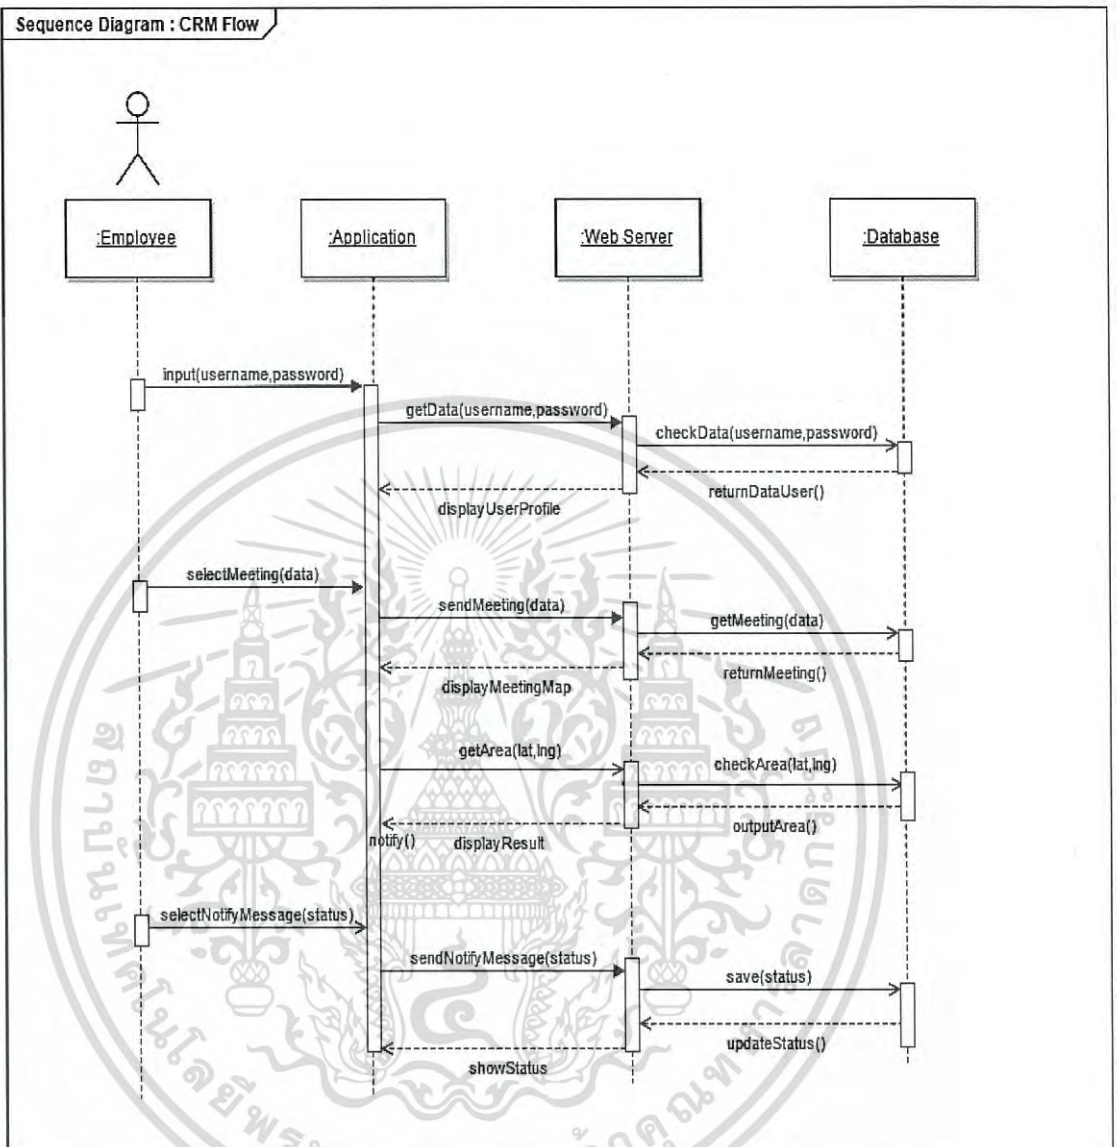 Sequence Diagram : CRM Flow
:Employee
:Application
:Web Server
:Database
input(username,password)
getData(username,password)
checkData(username,password)
returnDataUser()
displayUserProfile
selectMeeting(data)
sendMeeting(data)
getMeeting(data)
returnMeeting()
displayMeetingMap
getArea(lat,lng)
checkArea(lat,lng)
outputArea()
notify()
displayResult
selectNotifyMessage(status)
sendNotifyMessage(status)
save(status)
updateStatus()
showStatus